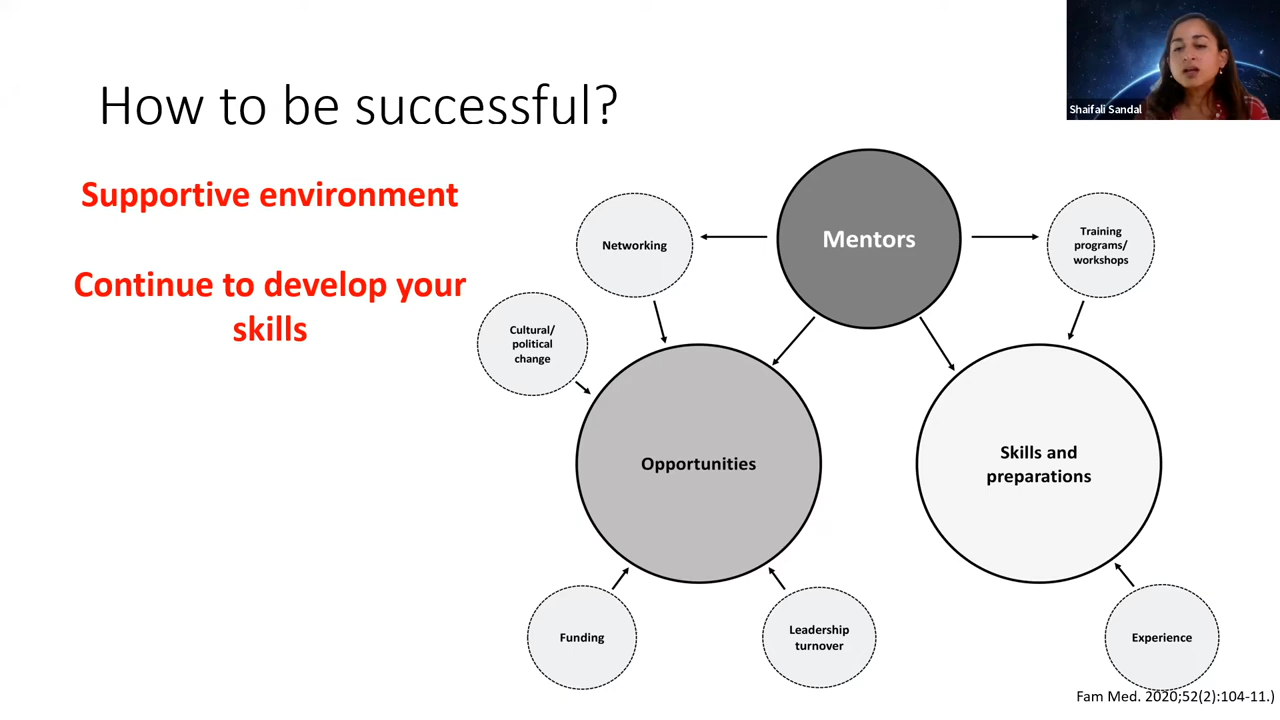 Shaifali Sandal
How to be successful?
Supportive environment
Continue to develop your
skills
Mentors
Networking
Training
programs/
workshops
Cultural/
political
change
Opportunities
Skills and
preparations
Funding
Leadership
turnover
Experience
Fam Med. 2020;52(2):104-11.)